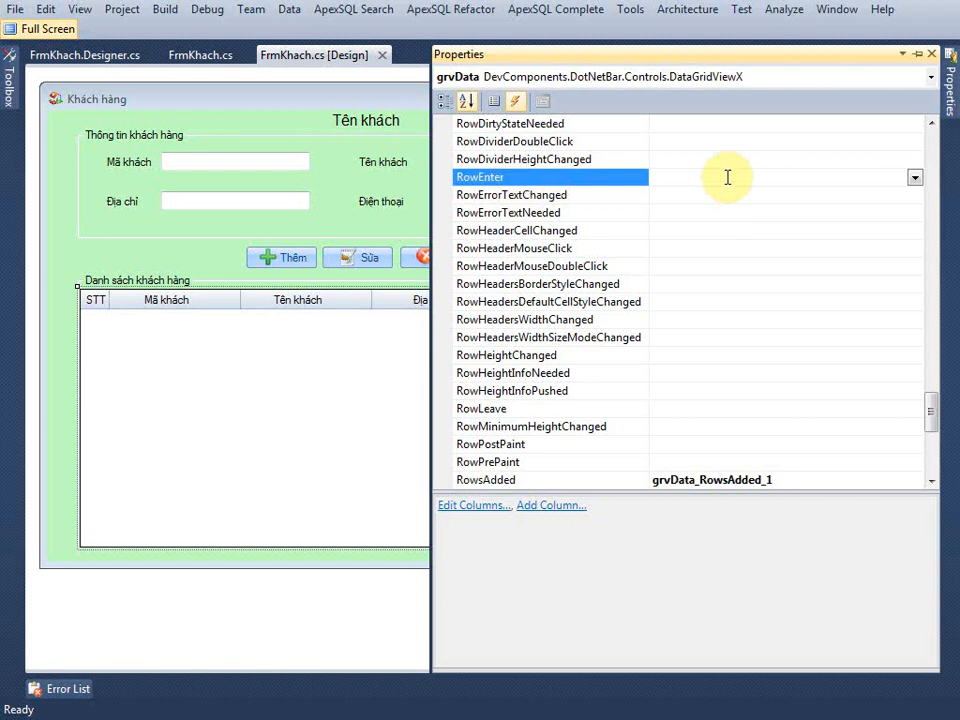 File Edit View Project Build Debug Team Data ApexSQL Search ApexSQL Refactor ApexSQL Complete Tools Architecture Test Analyze Window Help
Full Screen
FrmKhach.Designer.cs FrmKhach.cs FrmKhach.cs [Design]
Toolbox
Khách hàng
Tên khách
Thông tin khách hàng
Mã khách Tên khách
Địa chỉ Điện thoại
Thêm Sửa
Danh sách khách hàng
STT Mã khách Tên khách Địa
Properties
grvData DevComponents.DotNetBar.Controls.DataGridViewX
RowDirtyStateNeeded
RowDividerDoubleClick
RowDividerHeightChanged
RowEnter
RowErrorTextChanged
RowErrorTextNeeded
RowHeaderCellChanged
RowHeaderMouseClick
RowHeaderMouseDoubleClick
RowHeadersBorderStyleChanged
RowHeadersDefaultCellStyleChanged
RowHeadersWidthChanged
RowHeadersWidthSizeModeChanged
RowHeightChanged
RowHeightInfoNeeded
RowHeightInfoPushed
RowLeave
RowMinimumHeightChanged
RowPostPaint
RowPrePaint
RowsAdded grvData_RowsAdded_1
Edit Columns..., Add Column...
Properties
Error List
Ready